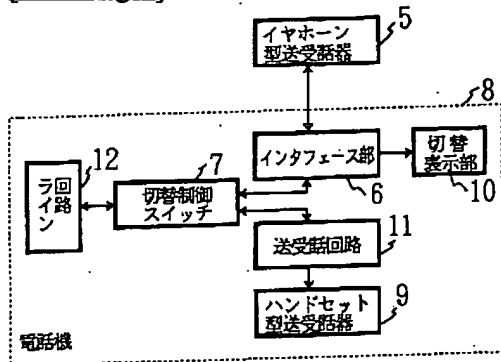 イヤホーン
型送受話器
5
8
インタフェース部
6
切替
表示部
10
7
切替制御
スイッチ
12
回路
ライン
送受話回路
11
ハンドセット
型送受話器
9
電話機